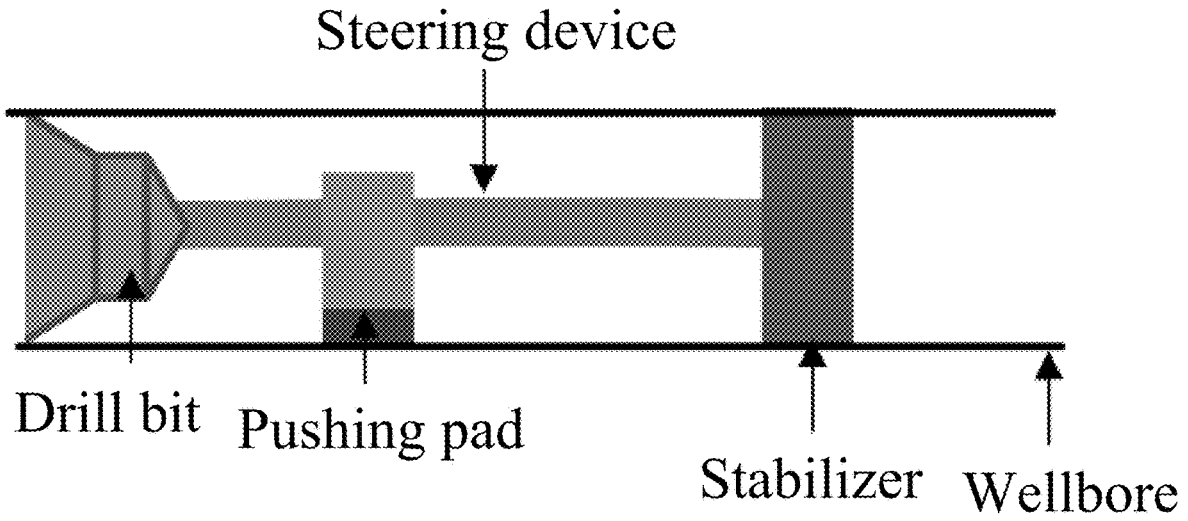 Steering device
Drill bit
Pushing pad
Stabilizer
Wellbore